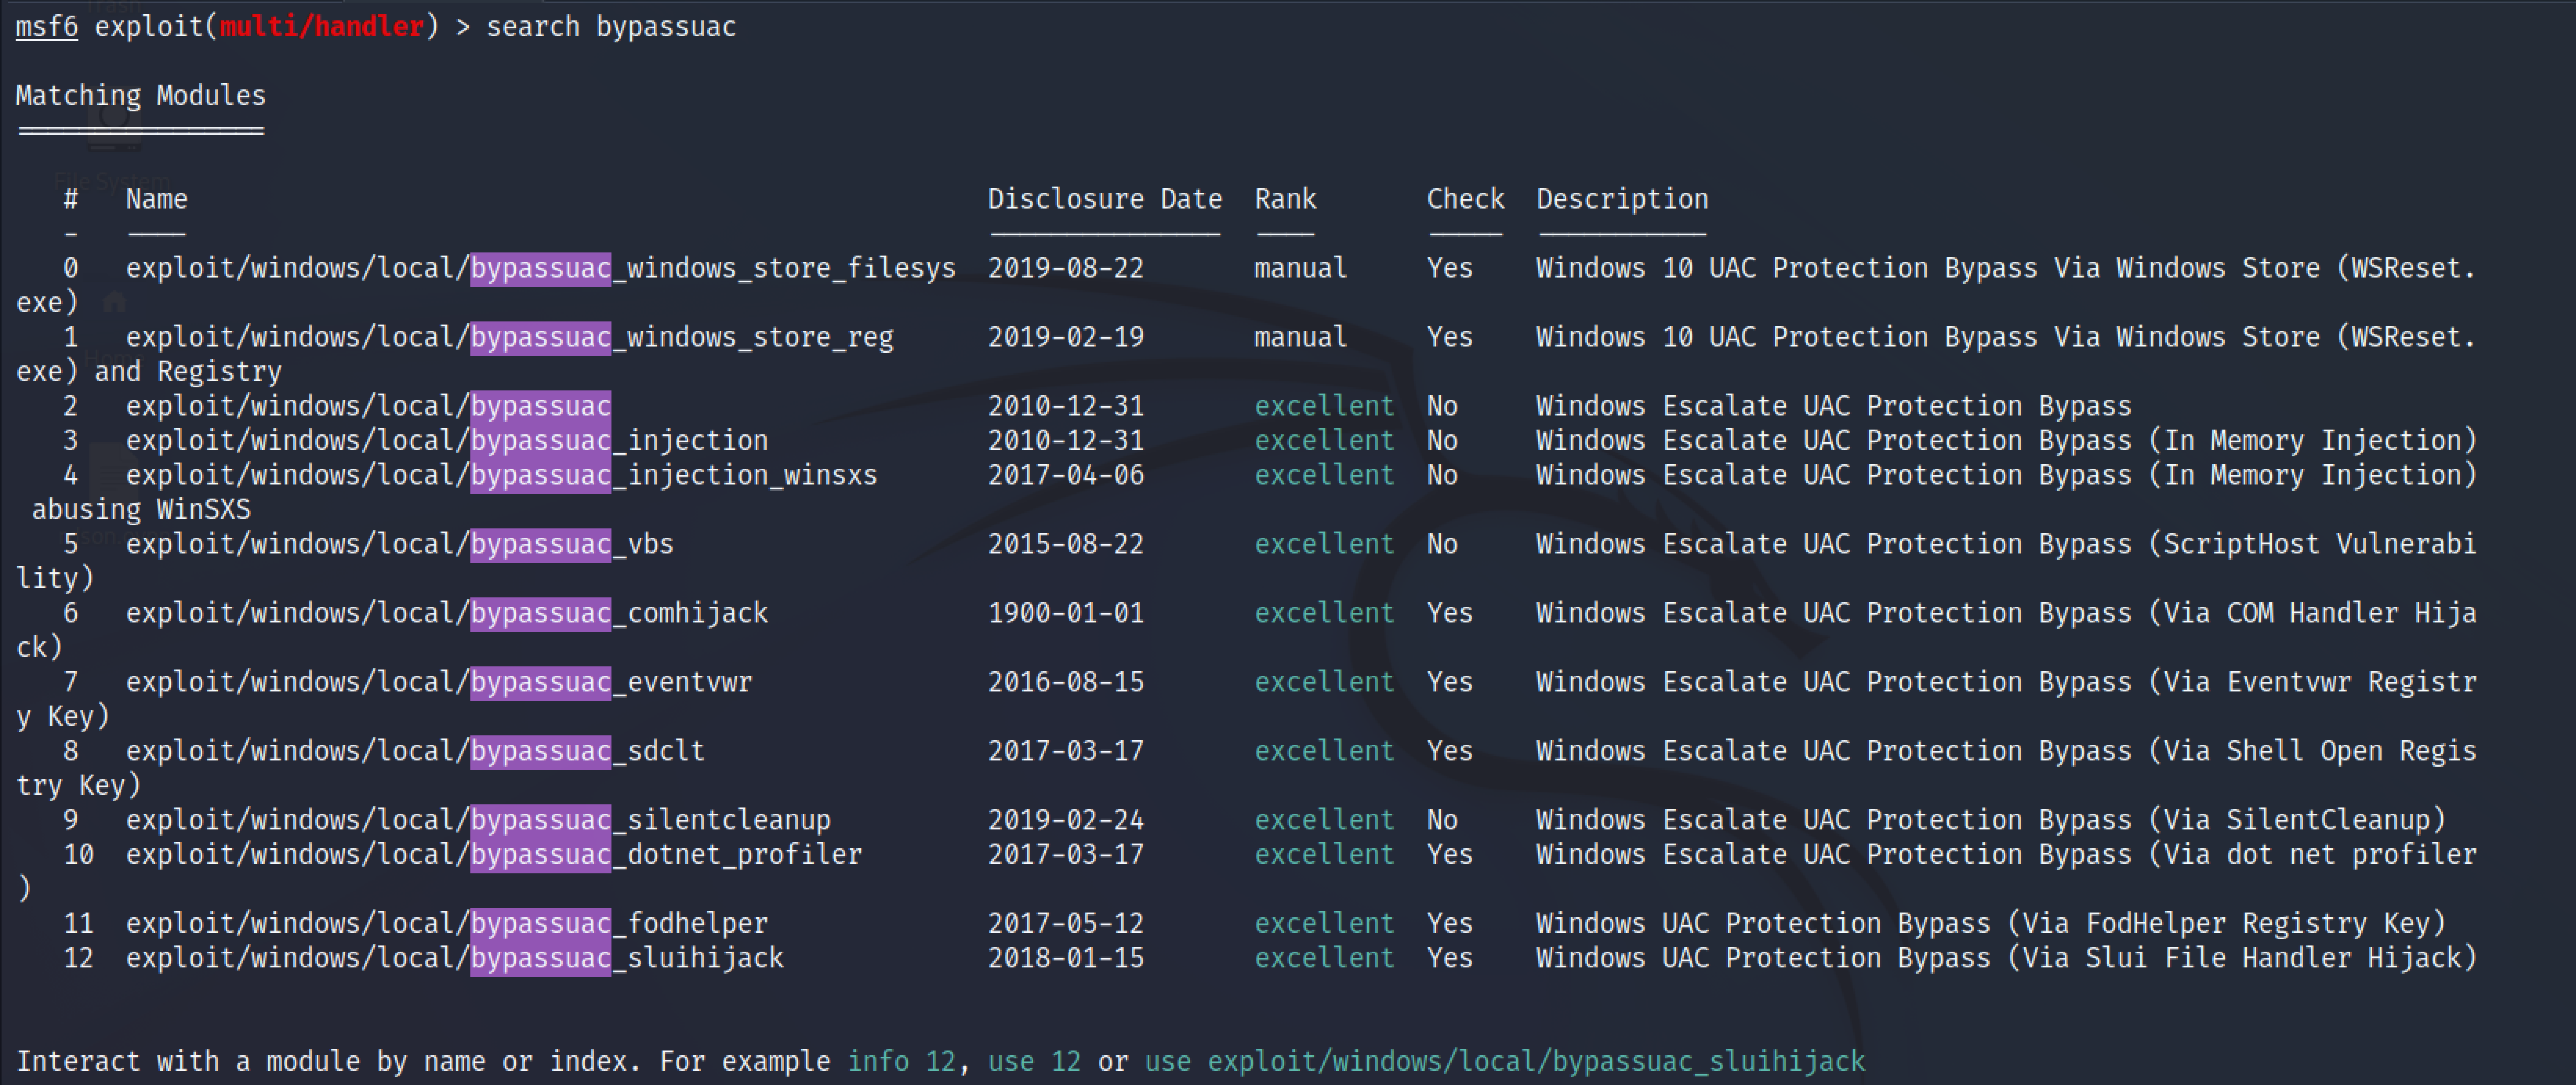 msf6 exploit(multi/handler) > search bypassuac
Matching Modules
================
# Name Disclosure Date Rank Check Description
- ---- --------------- ---- ----- -----------
0 exploit/windows/local/bypassuac_windows_store_filesys 2019-08-22 manual Yes Windows 10 UAC Protection Bypass Via Windows Store (WSReset.
exe)
1 exploit/windows/local/bypassuac_windows_store_reg 2019-02-19 manual Yes Windows 10 UAC Protection Bypass Via Windows Store (WSReset.
exe) and Registry
2 exploit/windows/local/bypassuac 2010-12-31 excellent No Windows Escalate UAC Protection Bypass
3 exploit/windows/local/bypassuac_injection 2010-12-31 excellent No Windows Escalate UAC Protection Bypass (In Memory Injection)
4 exploit/windows/local/bypassuac_injection_winsxs 2017-04-06 excellent No Windows Escalate UAC Protection Bypass (In Memory Injection)
abusing WinSXS
5 exploit/windows/local/bypassuac_vbs 2015-08-22 excellent No Windows Escalate UAC Protection Bypass (ScriptHost Vulnerabi
lity)
6 exploit/windows/local/bypassuac_comhijack 1900-01-01 excellent Yes Windows Escalate UAC Protection Bypass (Via COM Handler Hija
ck)
7 exploit/windows/local/bypassuac_eventvwr 2016-08-15 excellent Yes Windows Escalate UAC Protection Bypass (Via Eventvwr Registr
y Key)
8 exploit/windows/local/bypassuac_sdclt 2017-03-17 excellent Yes Windows Escalate UAC Protection Bypass (Via Shell Open Regis
try Key)
9 exploit/windows/local/bypassuac_silentcleanup 2019-02-24 excellent No Windows Escalate UAC Protection Bypass (Via SilentCleanup)
10 exploit/windows/local/bypassuac_dotnet_profiler 2017-03-17 excellent Yes Windows Escalate UAC Protection Bypass (Via dot net profiler
)
11 exploit/windows/local/bypassuac_fodhelper 2017-05-12 excellent Yes Windows UAC Protection Bypass (Via FodHelper Registry Key)
12 exploit/windows/local/bypassuac_sluihijack 2018-01-15 excellent Yes Windows UAC Protection Bypass (Via Slui File Handler Hijack)
Interact with a module by name or index. For example info 12, use 12 or use exploit/windows/local/bypassuac_sluihijack
Trash
File System
Home